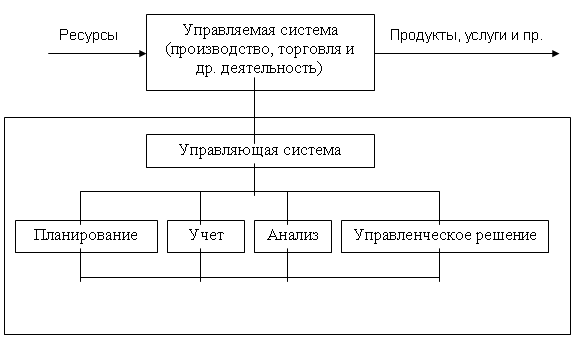 Ресурсы
Управляемая система
(производство, торговля и
др. деятельность)
Продукты, услуги и пр.
Управляющая система
Планирование
Учет
Анализ
Управленческое решение